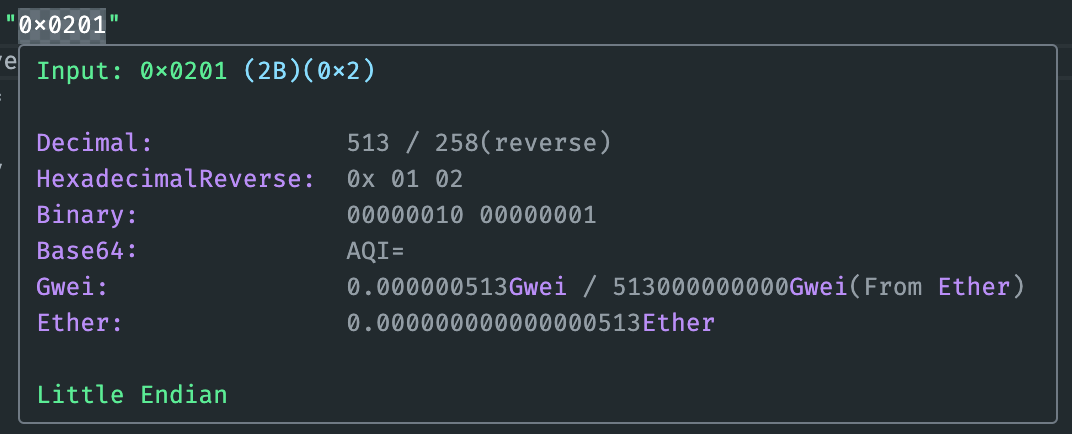 "0×0201"
Input: 0×0201 (2B)(0×2)
Decimal: 513 / 258(reverse)
HexadecimalReverse: 0x 01 02
Binary: 00000010 00000001
Base64: AQI=
Gwei: 0.000000513Gwei / 513000000000Gwei(From Ether)
Ether: 0.000000000000000513Ether
Little Endian